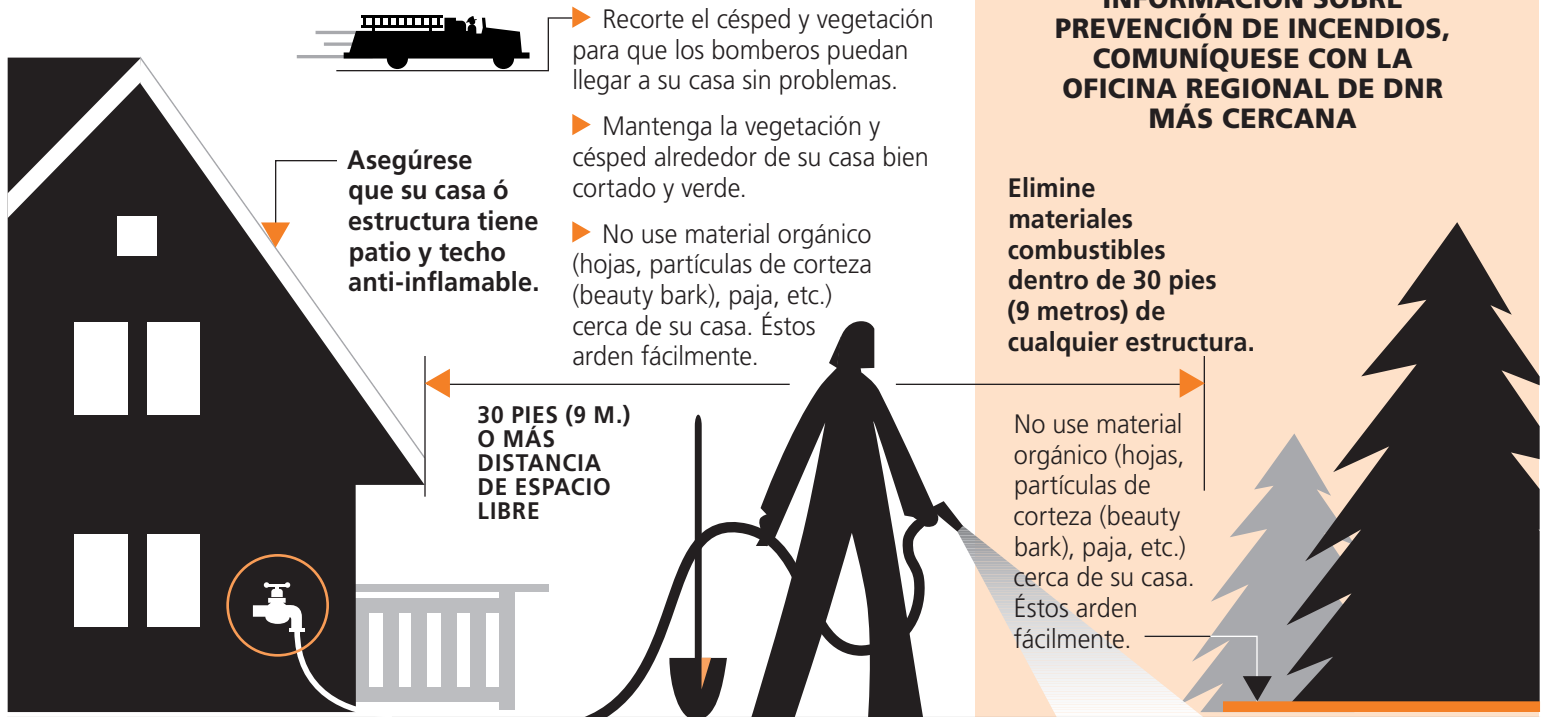 Recorte el césped y vegetación
para que los bomberos puedan
llegar a su casa sin problemas.
Mantenga la vegetación y
césped alrededor de su casa bien
cortado y verde.
No use material orgánico
(hojas, partículas de corteza
(beauty bark), paja, etc.)
cerca de su casa. Éstos
arden fácilmente.
Asegúrese
que su casa ó
estructura tiene
patio y techo
anti-inflamable.
30 PIES (9 M.)
O MÁS
DISTANCIA
DE ESPACIO
LIBRE
INFORMACIÓN SOBRE
PREVENCIÓN DE INCENDIOS,
COMUNÍQUESE CON LA
OFICINA REGIONAL DE DNR
MÁS CERCANA
Elimine
materiales
combustibles
dentro de 30 pies
(9 metros) de
cualquier estructura.
No use material
orgánico (hojas,
partículas de
corteza (beauty
bark), paja, etc.)
cerca de su casa.
Éstos arden
fácilmente.